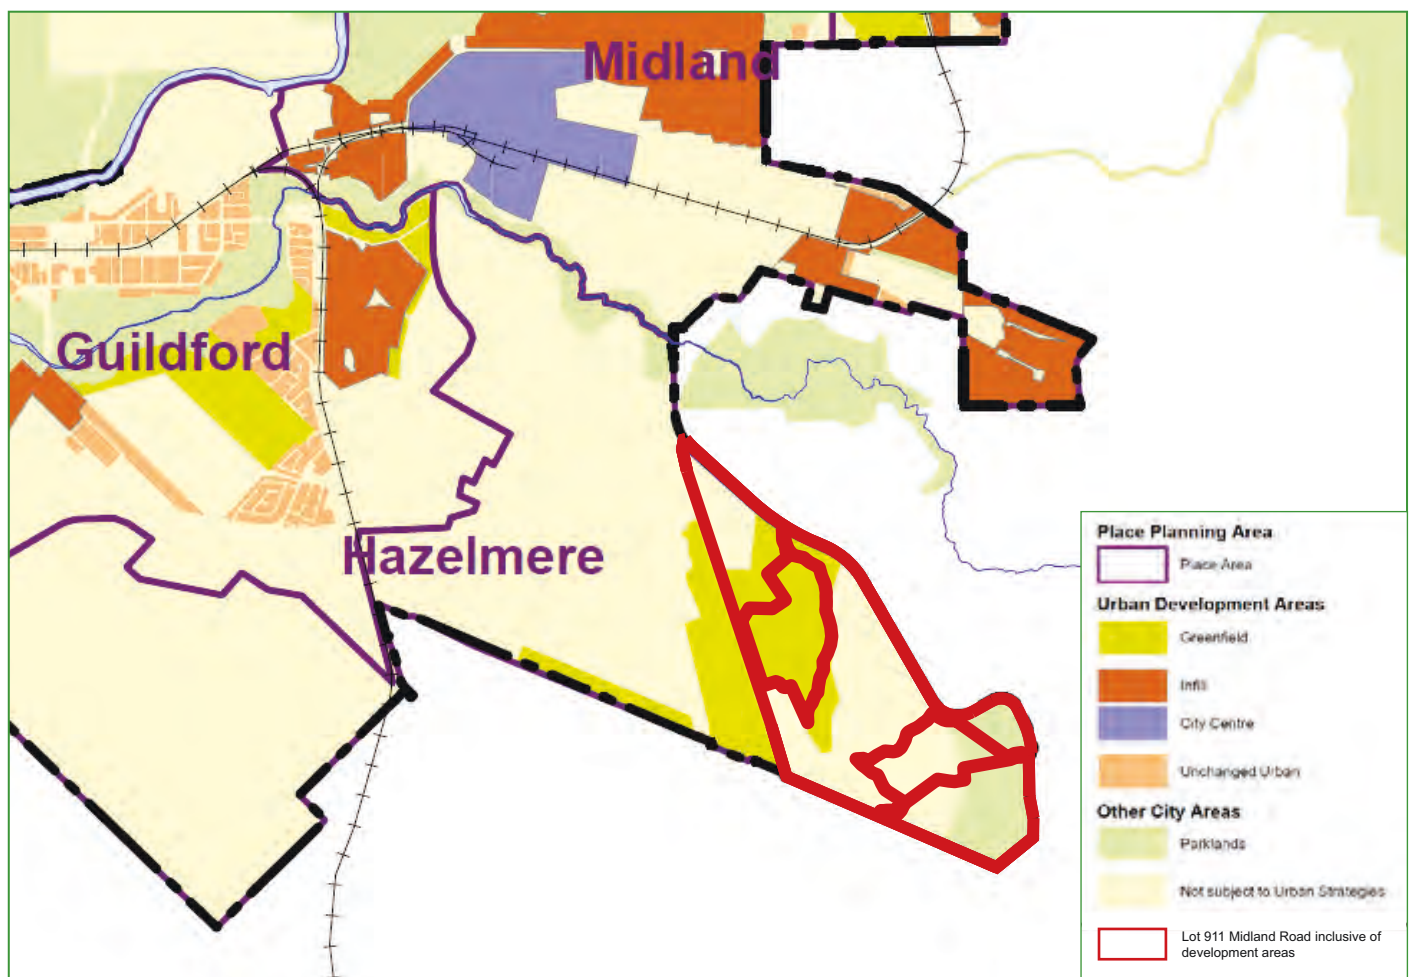 Midland
Guildford
Hazelmere
Place Planning Area
Place Area
Urban Development Areas
Greenfield
Infill
City Centre
Unchanged Urban
Other City Areas
Parklands
Not subject to Urban Strategies
Lot 911 Midland Road inclusive of
development areas